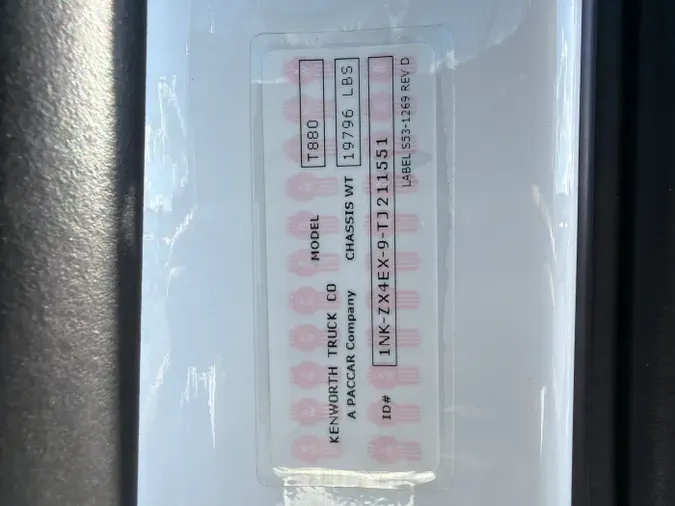 KENWORTH TRUCK CO MODEL T880
A PACCAR Company CHASSIS WT 19796 LBS
ID# 1NK-ZX4EX-9-TJ211551
LABEL S53-1269 REV D